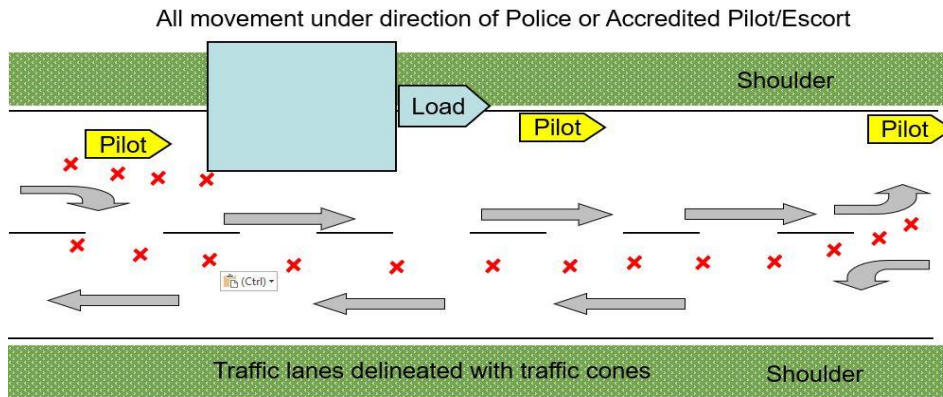 All movement under direction of Police or Accredited Pilot/Escort
Shoulder
Load
Pilot
Pilot
Pilot
(Ctrl)
Traffic lanes delineated with traffic cones
Shoulder